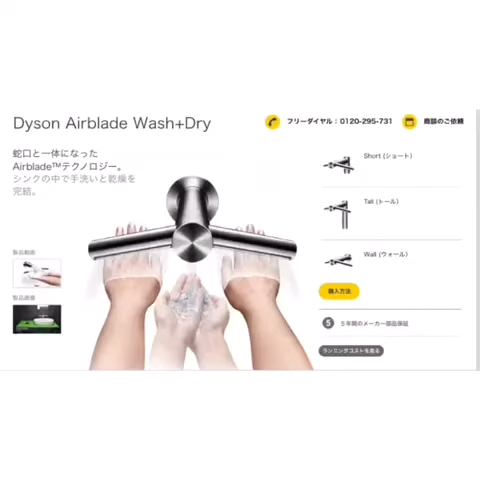 Dyson Airblade Wash+Dry
フリーダイヤル：0120-295-731
商談のご依頼
蛇口と一体になった
Airblade™テクノロジー。
シンクの中で手洗いと乾燥を
完結。
Short (ショート)
Tall (トール)
Wall (ウォール)
製品動画
製品画像
購入方法
5
5年間のメーカー部品保証
ランニングコストを見る